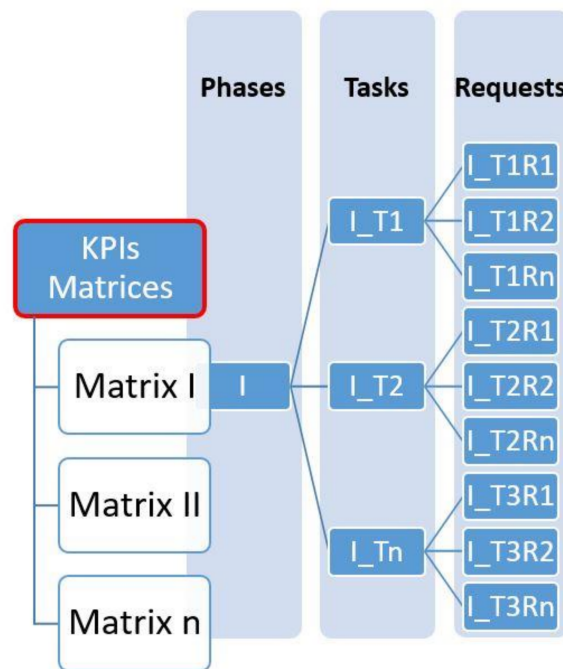 Phases
Tasks
Requests
KPIs
Matrices
Matrix I
Matrix II
Matrix n
I
I_T1
I_T2
I_Tn
I_T1R1
I_T1R2
I_T1Rn
I_T2R1
I_T2R2
I_T2Rn
I_T3R1
I_T3R2
I_T3Rn